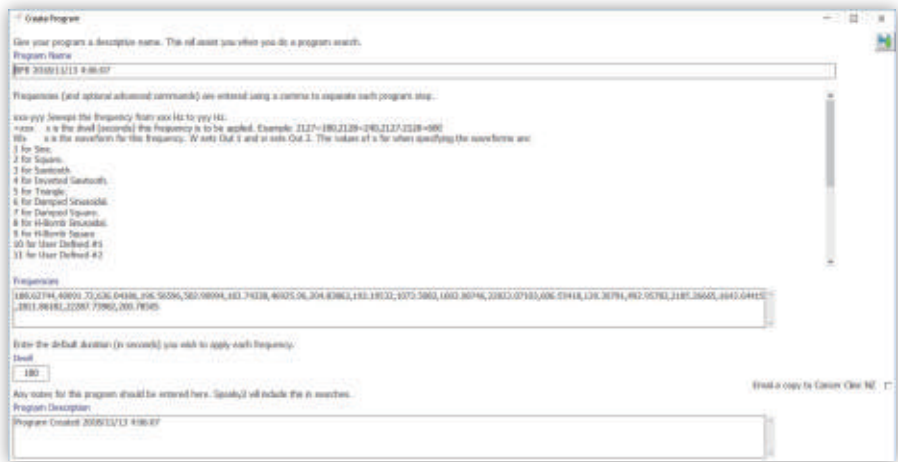 Create Program
Give your program a descriptive name. This will assist you when you do a program search.
Program Name
2018/11/13 4:06:07
Frequencies (and optional advanced commands) are entered using a comma to separate each program step.
xxx-yyy Sweeps the frequency from xxx Hz to yyy Hz.
=xxx x is the dwell (seconds) the frequency is to be applied. Example: 2127=180,2128=240,2127-2128=600
Wx x is the waveform for this frequency. W sets Out 1 and w sets Out 2. The values of x for when specifying the waveforms are:
1 for Sine.
2 for Square.
3 for Sawtooth.
4 for Inverted Sawtooth.
5 for Triangle.
6 for Damped Sinusoidal.
7 for Damped Square.
8 for H-Bomb Sinusoidal.
9 for H-Bomb Square
10 for User Defined #1
11 for User Defined #2
Frequencies
Enter the default duration (in seconds) you wish to apply each frequency.
Dwell
180
Email a copy to Cancer Clinic NZ
Any notes for this program should be entered here. Spooky2 will include this in searches.
Program Description
Program Created 2018/11/13 4:06:07